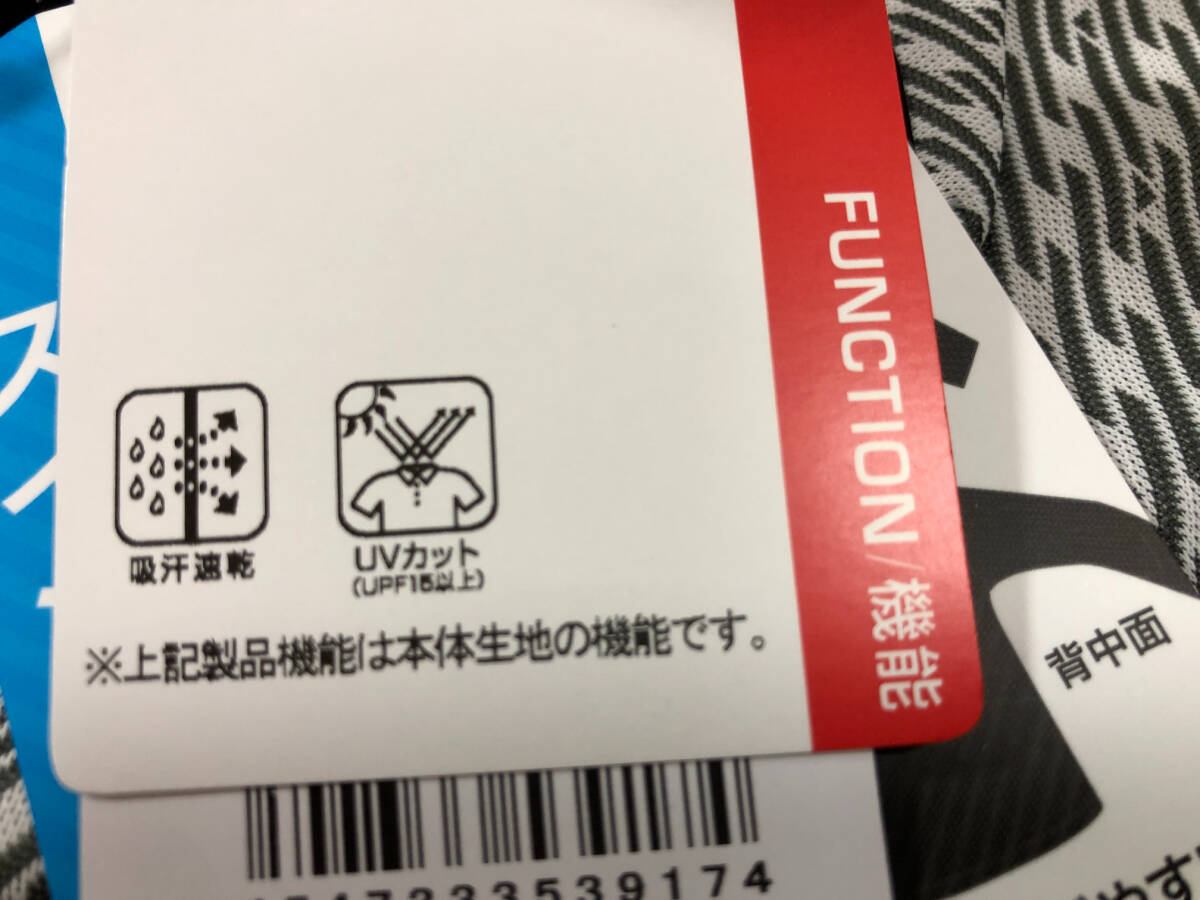 FUNCTION/機能
吸汗速乾
UVカット
(UPF15以上)
※上記製品機能は本体生地の機能です。
背中面